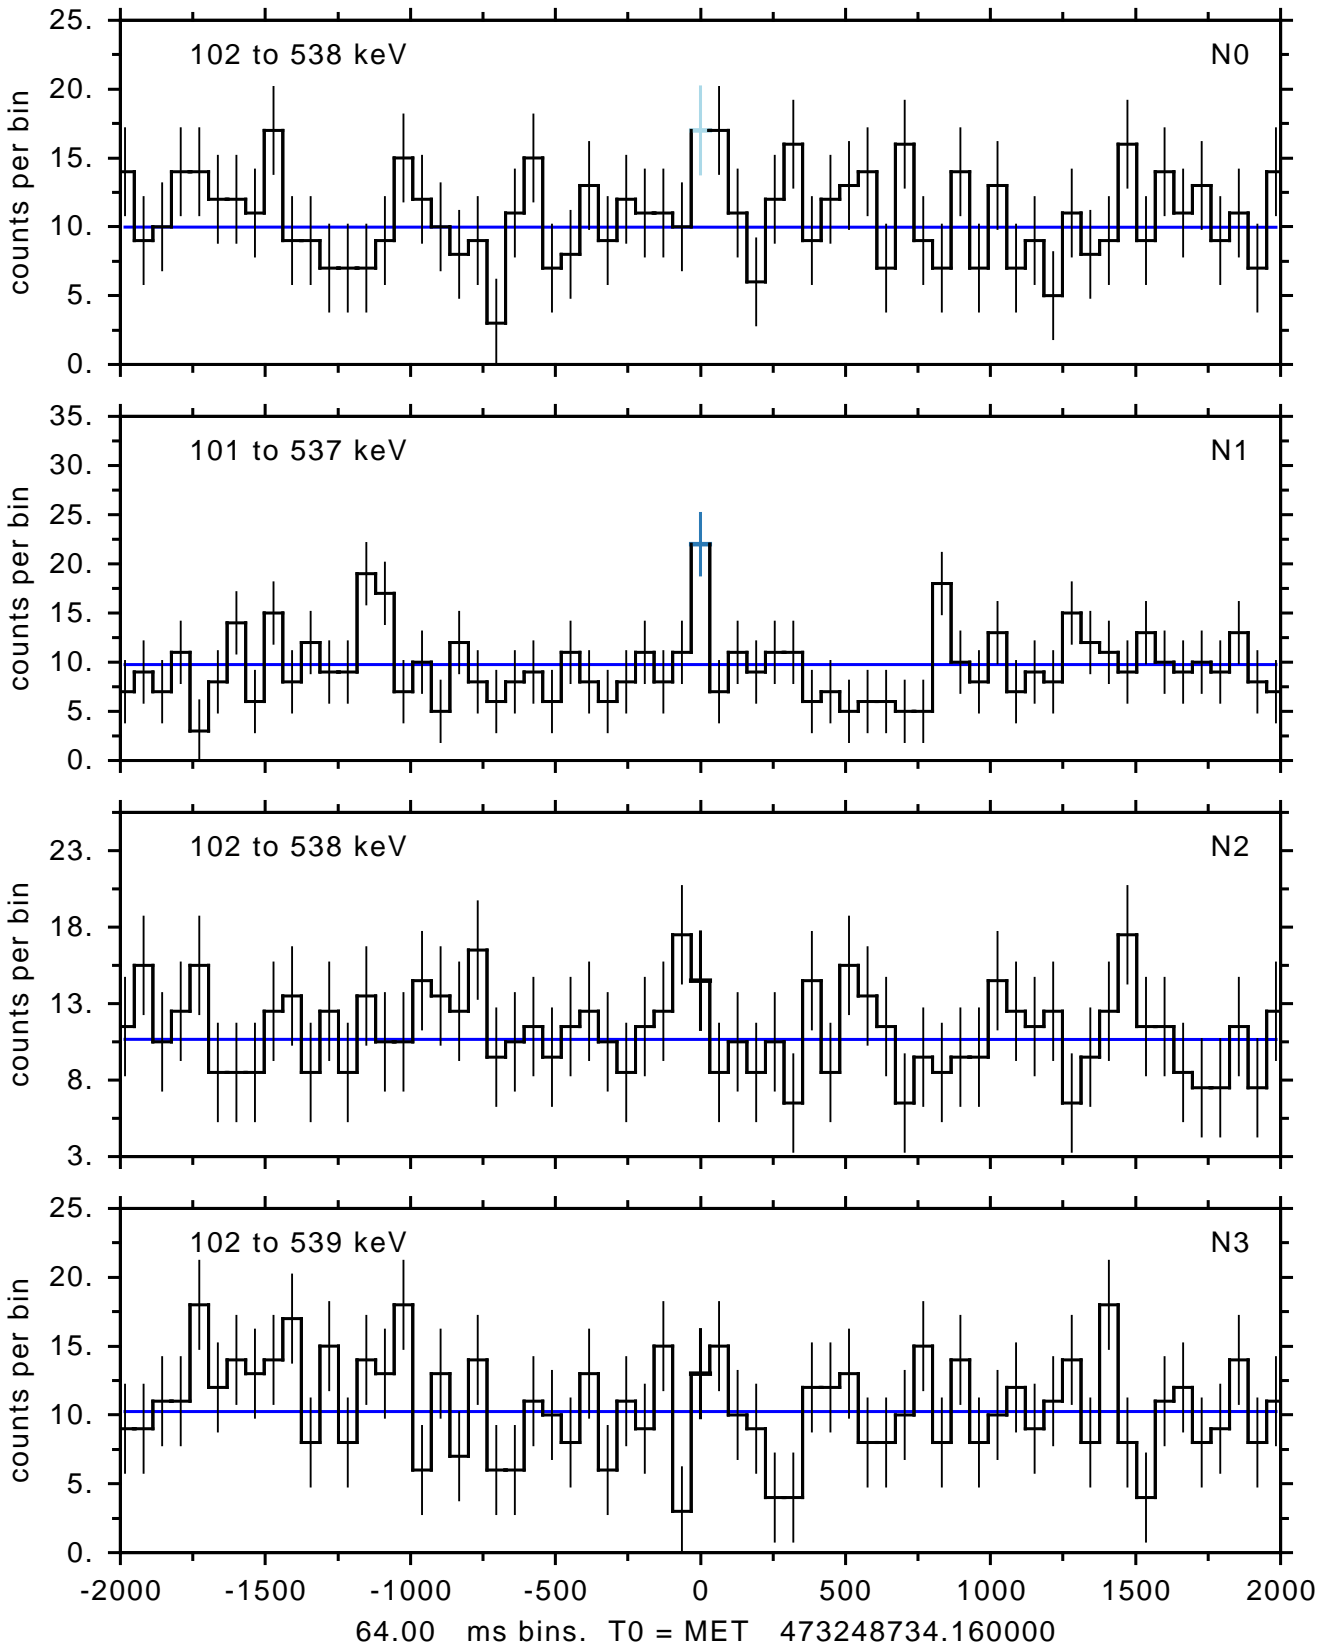 25.
102 to 538 keV N0
20.
15.
10.
5.
0.
counts per bin
35.
101 to 537 keV N1
30.
25.
20.
15.
10.
5.
0.
counts per bin
102 to 538 keV N2
23.
18.
13.
8.
3.
counts per bin
25.
102 to 539 keV N3
20.
15.
10.
5.
0.
counts per bin
-2000 -1500 -1000 -500 0 500 1000 1500 2000
64.00 ms bins. T0 = MET 473248734.160000